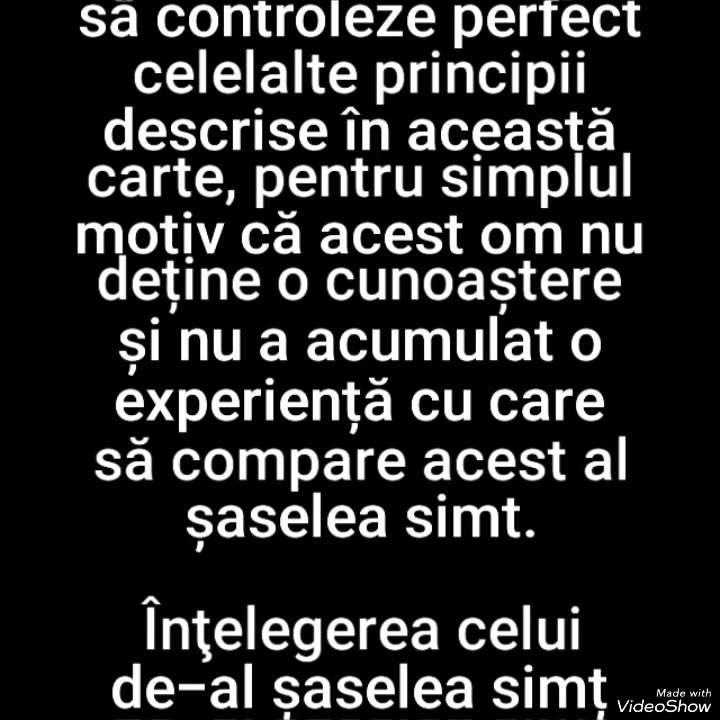 să controleze perfect
celelalte principii
descrise în această
carte, pentru simplul
motiv că acest om nu
deține o cunoaștere
și nu a acumulat o
experiență cu care
să compare acest al
șaselea simt.
Înţelegerea celui
de-al șaselea simț
Made with
VideoShow